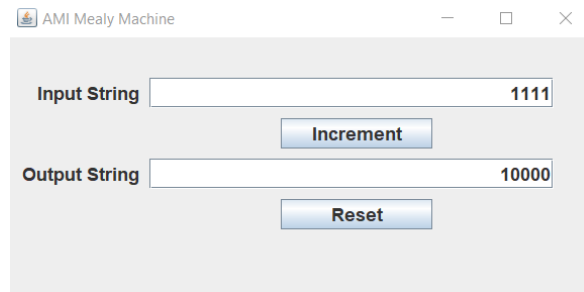 AMI Mealy Machine
Input String 1111
Increment
Output String 10000
Reset